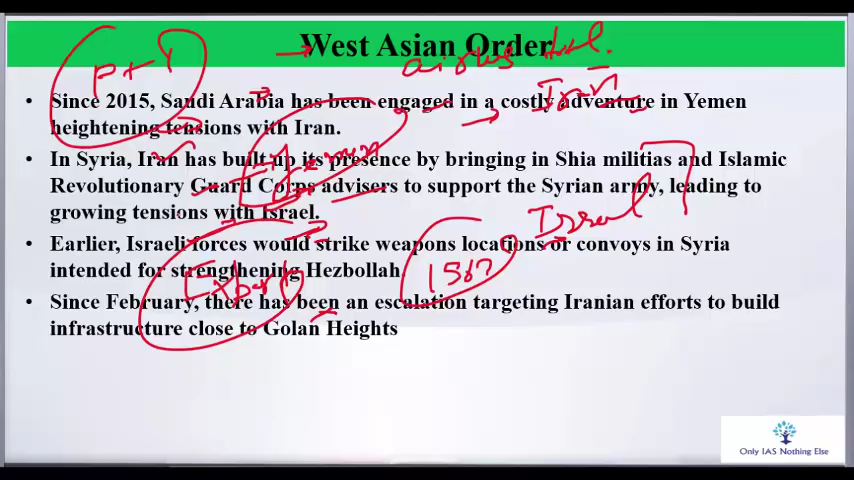 West Asian Order
P+1
airbus
Iran
• Since 2015, Saudi Arabia has been engaged in a costly adventure in Yemen
heightening tensions with Iran.
• In Syria, Iran has built up its presence by bringing in Shia militias and Islamic
Revolutionary Guard Corps advisers to support the Syrian army, leading to
growing tensions with Israel.
Yemen
Israel
• Earlier, Israeli forces would strike weapons locations or convoys in Syria
intended for strengthening Hezbollah.
Export
• Since February, there has been an escalation targeting Iranian efforts to build
infrastructure close to Golan Heights
Only IAS Nothing Else